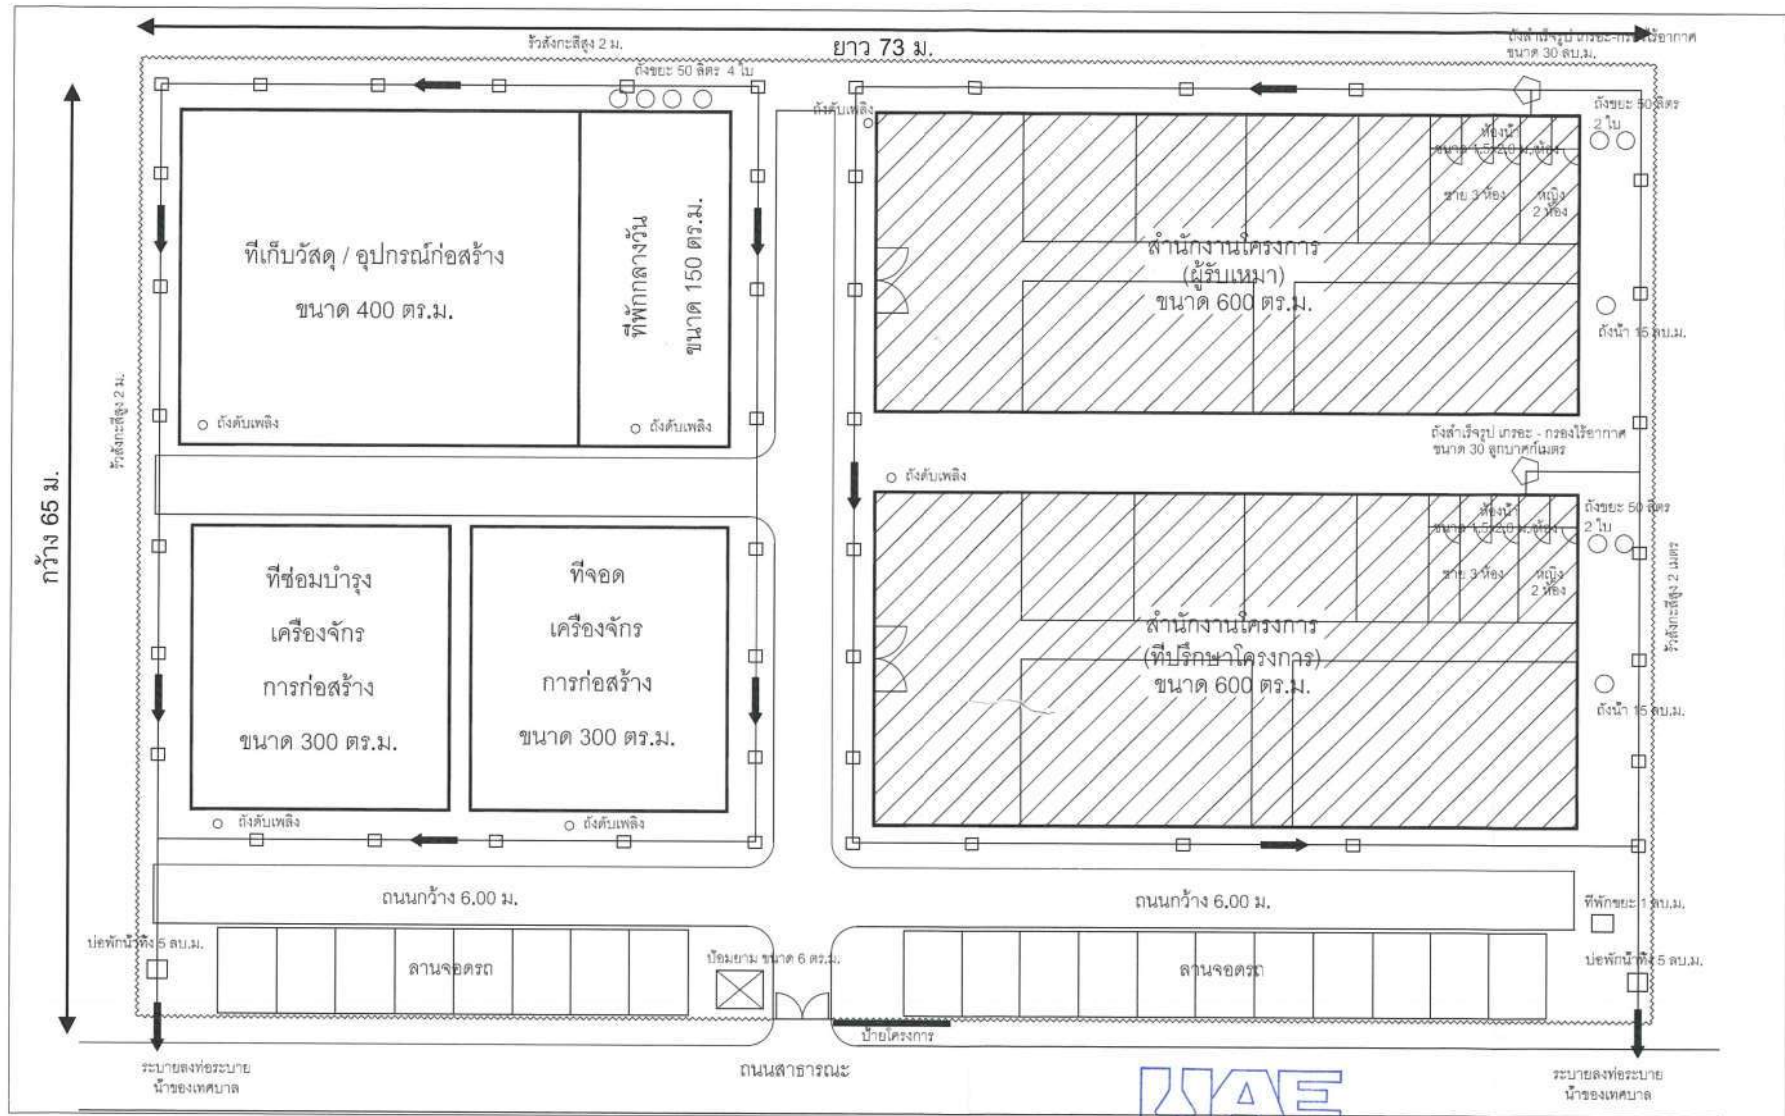 รั้วสังกะสีสูง 2 ม.
ยาว 73 ม.
ถังสำเร็จรูป เกรอะ-กรองไร้อากาศ
ขนาด 30 ลบ.ม.
ถังขยะ 50 ลิตร 4 ใบ
ถังดับเพลิง
ถังขยะ 50 ลิตร
2 ใบ
ห้องน้ำ
ขนาด 1.5x2.0 ม./ห้อง
ชาย 3 ห้อง
หญิง
2 ห้อง
ที่เก็บวัสดุ / อุปกรณ์ก่อสร้าง
ขนาด 400 ตร.ม.
ที่พักกลางวัน
ขนาด 150 ตร.ม.
สำนักงานโครงการ
(ผู้รับเหมา)
ขนาด 600 ตร.ม.
ถังน้ำ 15 ลบ.ม.
รั้วสังกะสีสูง 2 ม.
ถังดับเพลิง
ถังดับเพลิง
ถังสำเร็จรูป เกรอะ - กรองไร้อากาศ
ขนาด 30 ลูกบาศก์เมตร
กว้าง 65 ม.
ถังดับเพลิง
ถังขยะ 50 ลิตร
2 ใบ
ห้องน้ำ
ขนาด 1.5x2.0 ม./ห้อง
ชาย 3 ห้อง
หญิง
2 ห้อง
รั้วสังกะสีสูง 2 เมตร
ที่ซ่อมบำรุง
เครื่องจักร
การก่อสร้าง
ขนาด 300 ตร.ม.
ที่จอด
เครื่องจักร
การก่อสร้าง
ขนาด 300 ตร.ม.
สำนักงานโครงการ
(ที่ปรึกษาโครงการ)
ขนาด 600 ตร.ม.
ถังน้ำ 15 ลบ.ม.
ถังดับเพลิง
ถังดับเพลิง
ถนนกว้าง 6.00 ม.
ถนนกว้าง 6.00 ม.
ที่พักขยะ 1 ลบ.ม.
บ่อพักน้ำทิ้ง 5 ลบ.ม.
ลานจอดรถ
ป้อมยาม ขนาด 6 ตร.ม.
ลานจอดรถ
บ่อพักน้ำทิ้ง 5 ลบ.ม.
ป้ายโครงการ
ระบายลงท่อระบาย
น้ำของเทศบาล
ถนนสาธารณะ
ระบายลงท่อระบาย
น้ำของเทศบาล